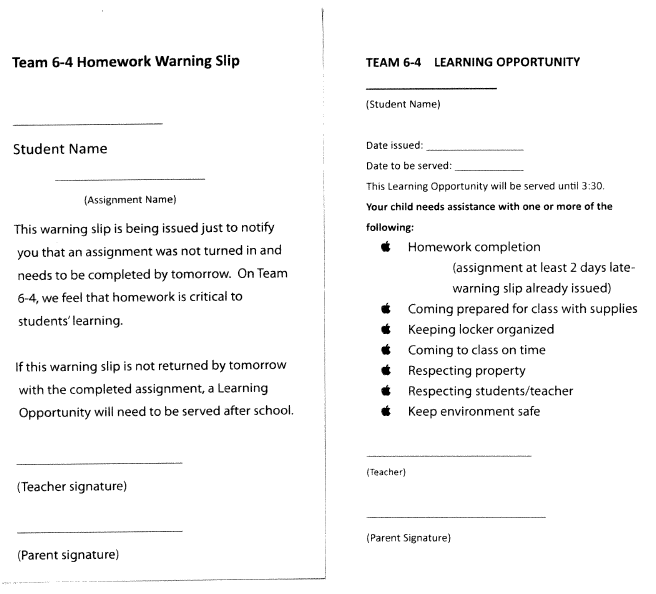 Team 6-4 Homework Warning Slip
Student Name
(Assignment Name)
This warning slip is being issued just to notify
you that an assignment was not turned in and
needs to be completed by tomorrow. On Team
6-4, we feel that homework is critical to
students' learning.
If this warning slip is not returned by tomorrow
with the completed assignment, a Learning
Opportunity will need to be served after school.
(Teacher signature)
(Parent signature)
TEAM 6-4 LEARNING OPPORTUNITY
(Student Name)
Date issued: ____________________
Date to be served: ______________
This Learning Opportunity will be served until 3:30.
Your child needs assistance with one or more of the
following:
Homework completion
(assignment at least 2 days late-
warning slip already issued)
Coming prepared for class with supplies
Keeping locker organized
Coming to class on time
Respecting property
Respecting students/teacher
Keep environment safe
(Teacher)
(Parent Signature)